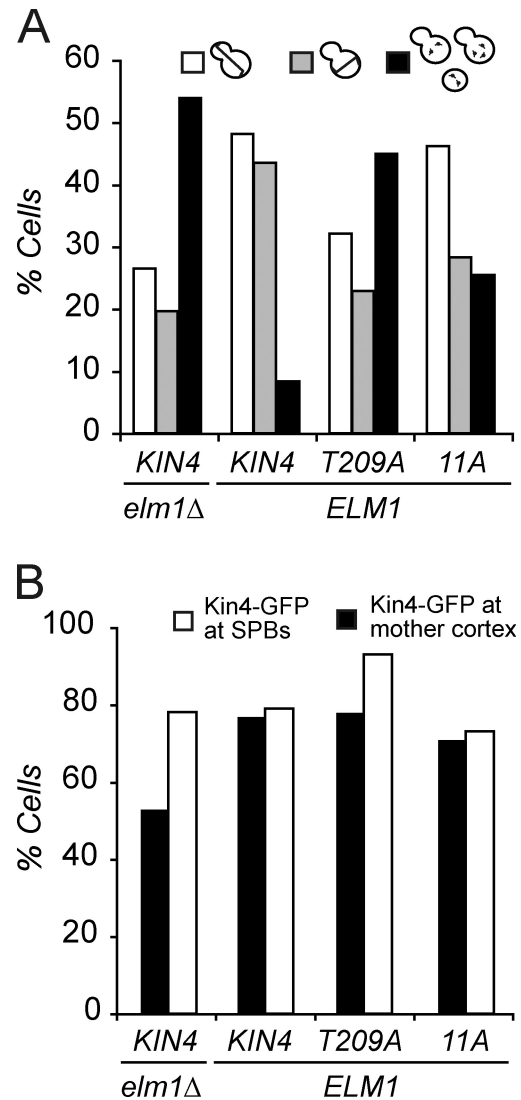 A
60
50
40
30
20
10
0
% Cells
KIN4 KIN4 T209A 11A
elm1Δ ELM1
B
Kin4-GFP at SPBs
Kin4-GFP at mother cortex
100
80
60
40
20
0
% Cells
KIN4 KIN4 T209A 11A
elm1Δ ELM1